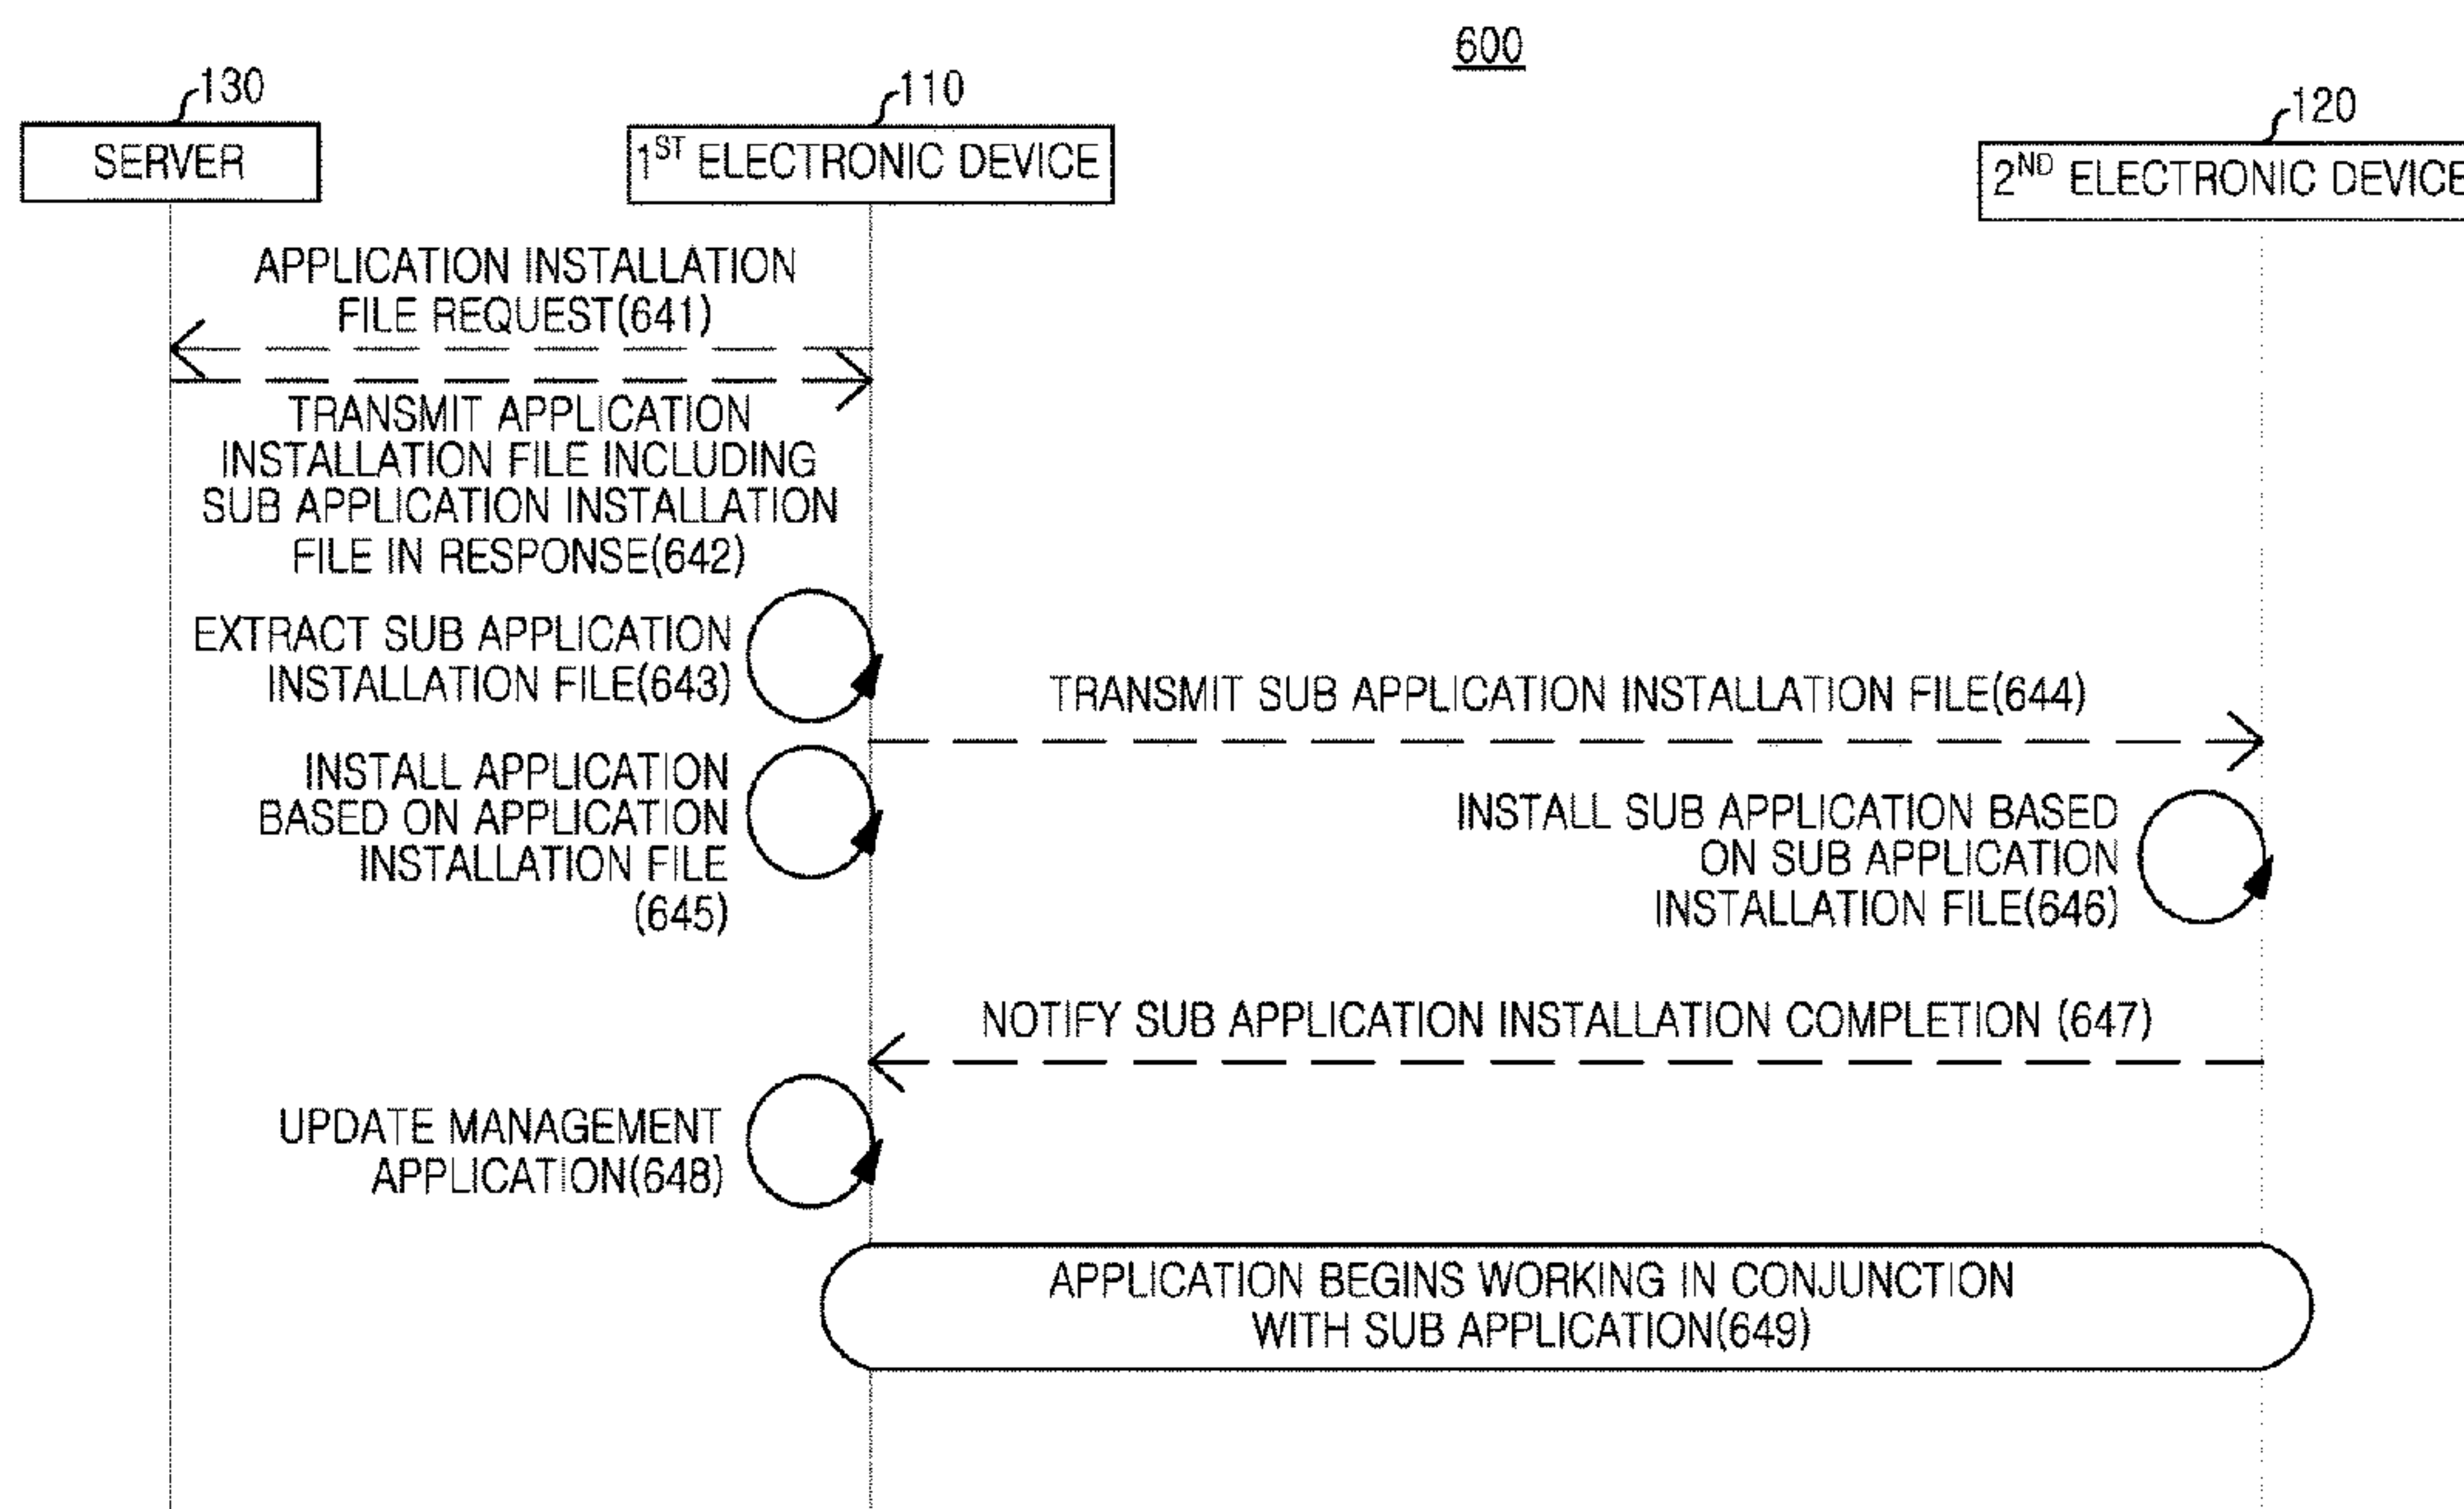 600
130
110
120
SERVER
1ST ELECTRONIC DEVICE
2ND ELECTRONIC DEVICE
APPLICATION INSTALLATION
FILE REQUEST(641)
TRANSMIT APPLICATION
INSTALLATION FILE INCLUDING
SUB APPLICATION INSTALLATION
FILE IN RESPONSE(642)
EXTRACT SUB APPLICATION
INSTALLATION FILE(643)
TRANSMIT SUB APPLICATION INSTALLATION FILE(644)
INSTALL APPLICATION
BASED ON APPLICATION
INSTALLATION FILE
(645)
INSTALL SUB APPLICATION BASED
ON SUB APPLICATION
INSTALLATION FILE(646)
NOTIFY SUB APPLICATION INSTALLATION COMPLETION (647)
UPDATE MANAGEMENT
APPLICATION(648)
APPLICATION BEGINS WORKING IN CONJUNCTION
WITH SUB APPLICATION(649)